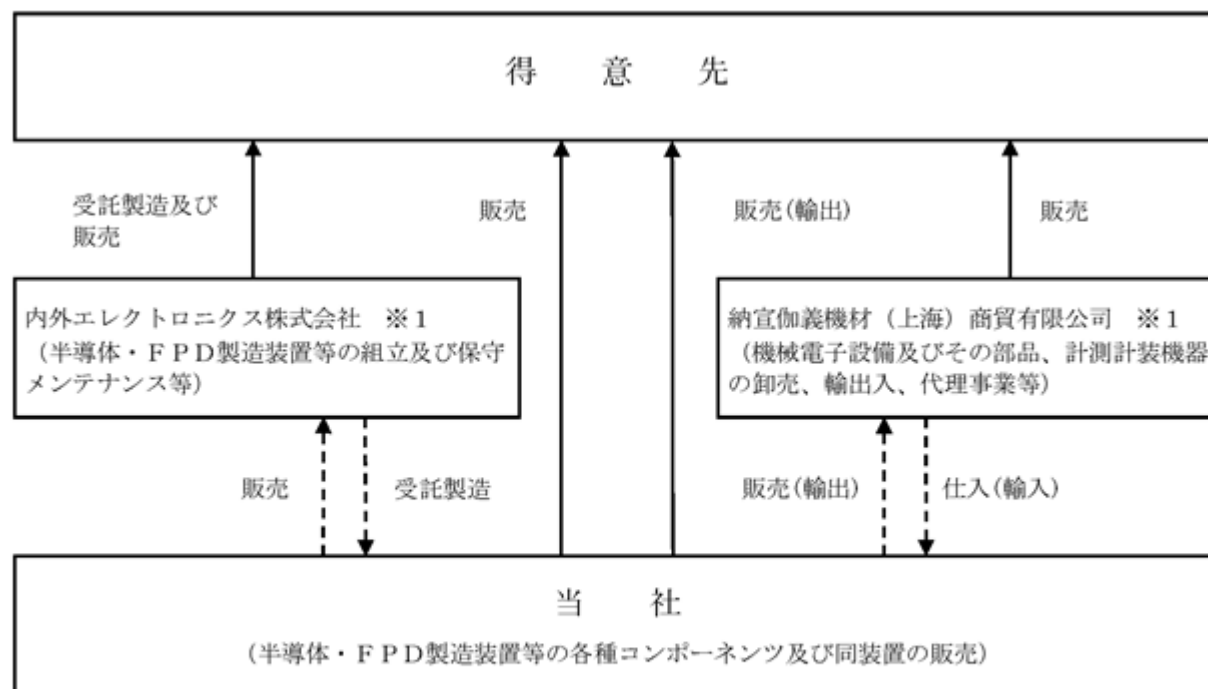 得　意　先
受託製造及び
販売
販売
販売(輸出)
販売
内外エレクトロニクス株式会社　※１
（半導体・ＦＰＤ製造装置等の組立及び保守
メンテナンス等）
納宣伽義機材（上海）商貿有限公司　※１
（機械電子設備及びその部品、計測計装機器
の卸売、輸出入、代理事業等）
販売
受託製造
販売(輸出)
仕入(輸入)
当　社
（半導体・ＦＰＤ製造装置等の各種コンポーネンツ及び同装置の販売）